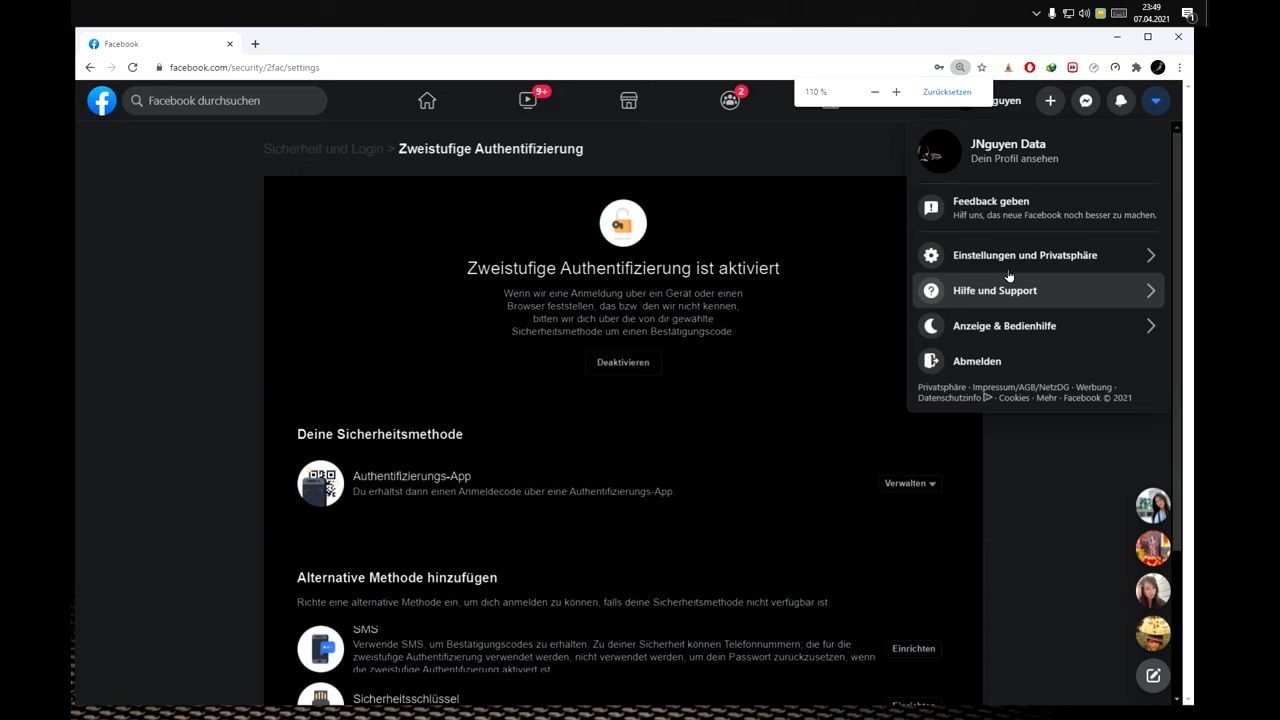 23:49
07.04.2021
1
Facebook
facebook.com/security/2fac/settings
110 %
Zurücksetzen
Facebook durchsuchen
9+
2
guyen
Sicherheit und Login > Zweistufige Authentifizierung
JNguyen Data
Dein Profil ansehen
Feedback geben
Hilf uns, das neue Facebook noch besser zu machen.
Einstellungen und Privatsphäre
Hilfe und Support
Anzeige & Bedienhilfe
Abmelden
Privatsphäre · Impressum/AGB/NetzDG · Werbung ·
Datenschutzinfo · Cookies · Mehr · Facebook © 2021
Zweistufige Authentifizierung ist aktiviert
Wenn wir eine Anmeldung über ein Gerät oder einen
Browser feststellen, das bzw. den wir nicht kennen,
bitten wir dich über die von dir gewählte
Sicherheitsmethode um einen Bestätigungscode.
Deaktivieren
Deine Sicherheitsmethode
Authentifizierungs-App
Du erhältst dann einen Anmeldecode über eine Authentifizierungs-App.
Verwalten
Alternative Methode hinzufügen
Richte eine alternative Methode ein, um dich anmelden zu können, falls deine Sicherheitsmethode nicht verfügbar ist.
SMS
Verwende SMS, um Bestätigungscodes zu erhalten. Zu deiner Sicherheit können Telefonnummern, die für die
zweistufige Authentifizierung verwendet werden, nicht verwendet werden, um dein Passwort zurückzusetzen, wenn
die zweistufige Authentifizierung aktiviert ist.
Einrichten
Sicherheitsschlüssel
Einrichten